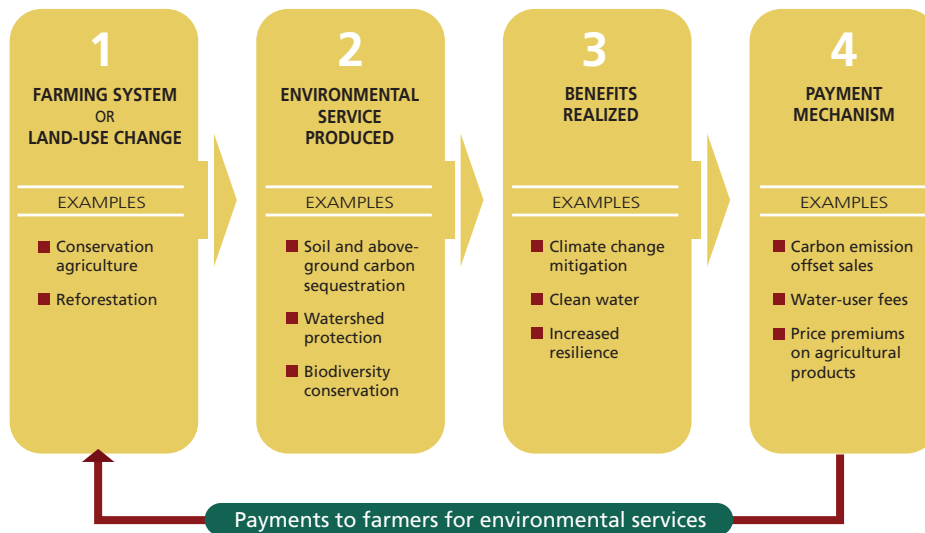 1
FARMING SYSTEM
OR
LAND-USE CHANGE
EXAMPLES
Conservation
agriculture
Reforestation
2
ENVIRONMENTAL
SERVICE
PRODUCED
EXAMPLES
Soil and above-
ground carbon
sequestration
Watershed
protection
Biodiversity
conservation
3
BENEFITS
REALIZED
EXAMPLES
Climate change
mitigation
Clean water
Increased
resilience
4
PAYMENT
MECHANISM
EXAMPLES
Carbon emission
offset sales
Water-user fees
Price premiums
on agricultural
products
Payments to farmers for environmental services